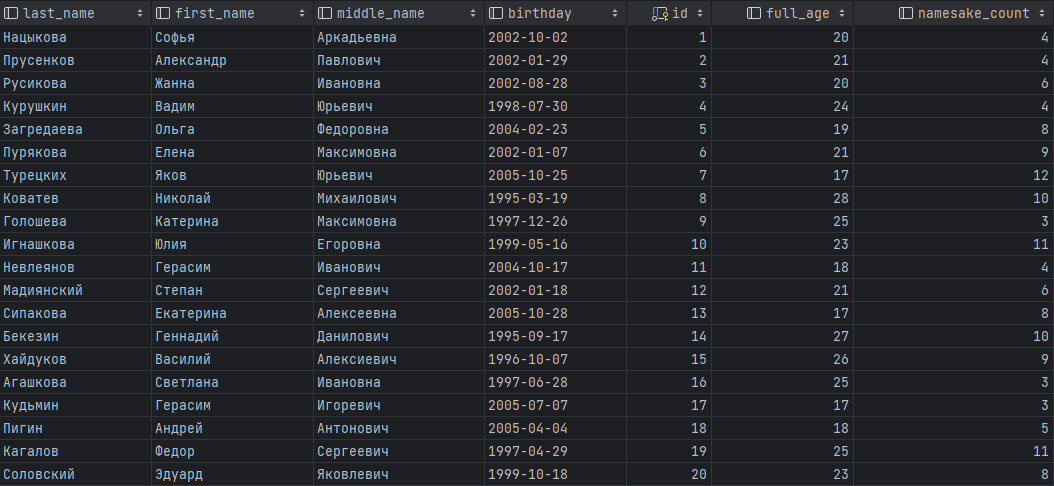 last_name first_name middle_name birthday id full_age namesake_count
Нацыкова Софья Аркадьевна 2002-10-02 1 20 4
Прусенков Александр Павлович 2002-01-29 2 21 4
Русикова Жанна Ивановна 2002-08-28 3 20 6
Курушкин Вадим Юрьевич 1998-07-30 4 24 4
Загредаева Ольга Федоровна 2004-02-23 5 19 8
Пурякова Елена Максимовна 2002-01-07 6 21 9
Турецких Яков Юрьевич 2005-10-25 7 17 12
Коватев Николай Михаилович 1995-03-19 8 28 10
Голошева Катерина Максимовна 1997-12-26 9 25 3
Игнашкова Юлия Егоровна 1999-05-16 10 23 11
Невлеянов Герасим Иванович 2004-10-17 11 18 4
Мадиянский Степан Сергеевич 2002-01-18 12 21 6
Сипакова Екатерина Алексеевна 2005-10-28 13 17 8
Бекезин Геннадий Данилович 1995-09-17 14 27 10
Хайдуков Василий Алексиевич 1996-10-07 15 26 9
Агашкова Светлана Ивановна 1997-06-28 16 25 3
Кудьмин Герасим Игоревич 2005-07-07 17 17 3
Пигин Андрей Антонович 2005-04-04 18 18 5
Кагалов Федор Сергеевич 1997-04-29 19 25 11
Соловский Эдуард Яковлевич 1999-10-18 20 23 8